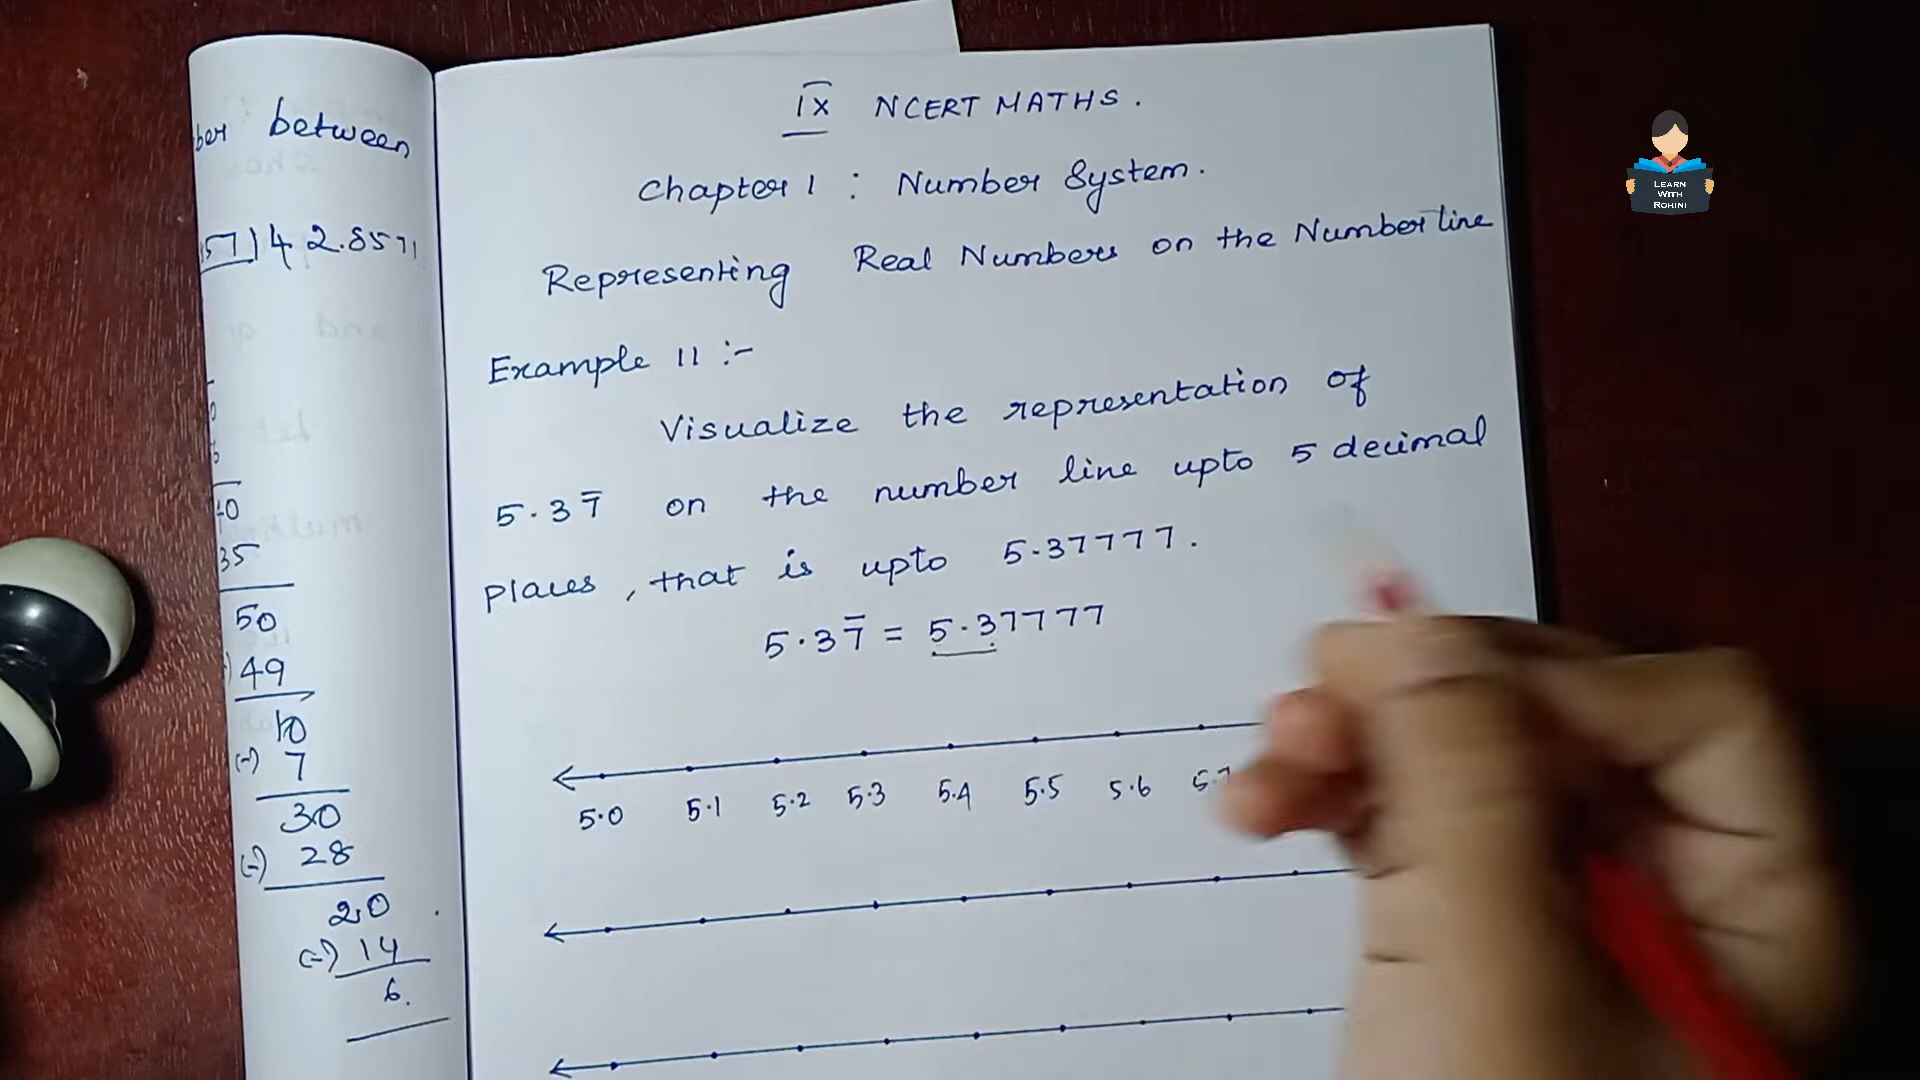 between
142.8571
35
50
49
10
(-) 7
30
(-) 28
20
(-) 14
6.
IX NCERT MATHS.
Chapter 1 : Number System.
Representing Real Numbers on the Number line
Example 11 :-
Visualize the representation of
5.37̅ on the number line upto 5 decimal
places, that is upto 5.37777.
5.37̅ = 5.37777
5.0 5.1 5.2 5.3 5.4 5.5 5.6
LEARN
WITH
ROHINI